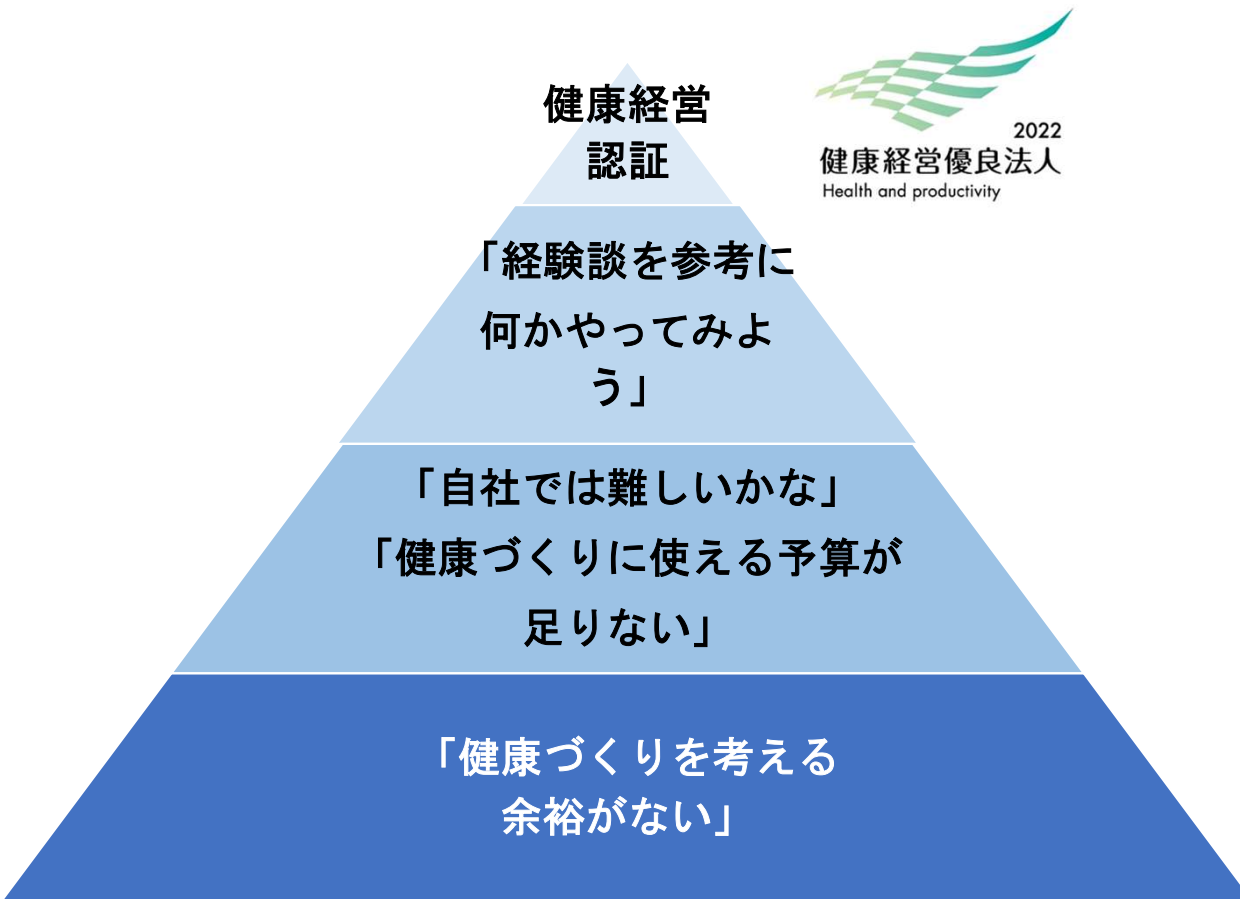 健康経営
認証
2022
健康経営優良法人
Health and productivity
「経験談を参考に
何かやってみよ
う」
「自社では難しいかな」
「健康づくりに使える予算が
足りない」
「健康づくりを考える
余裕がない」